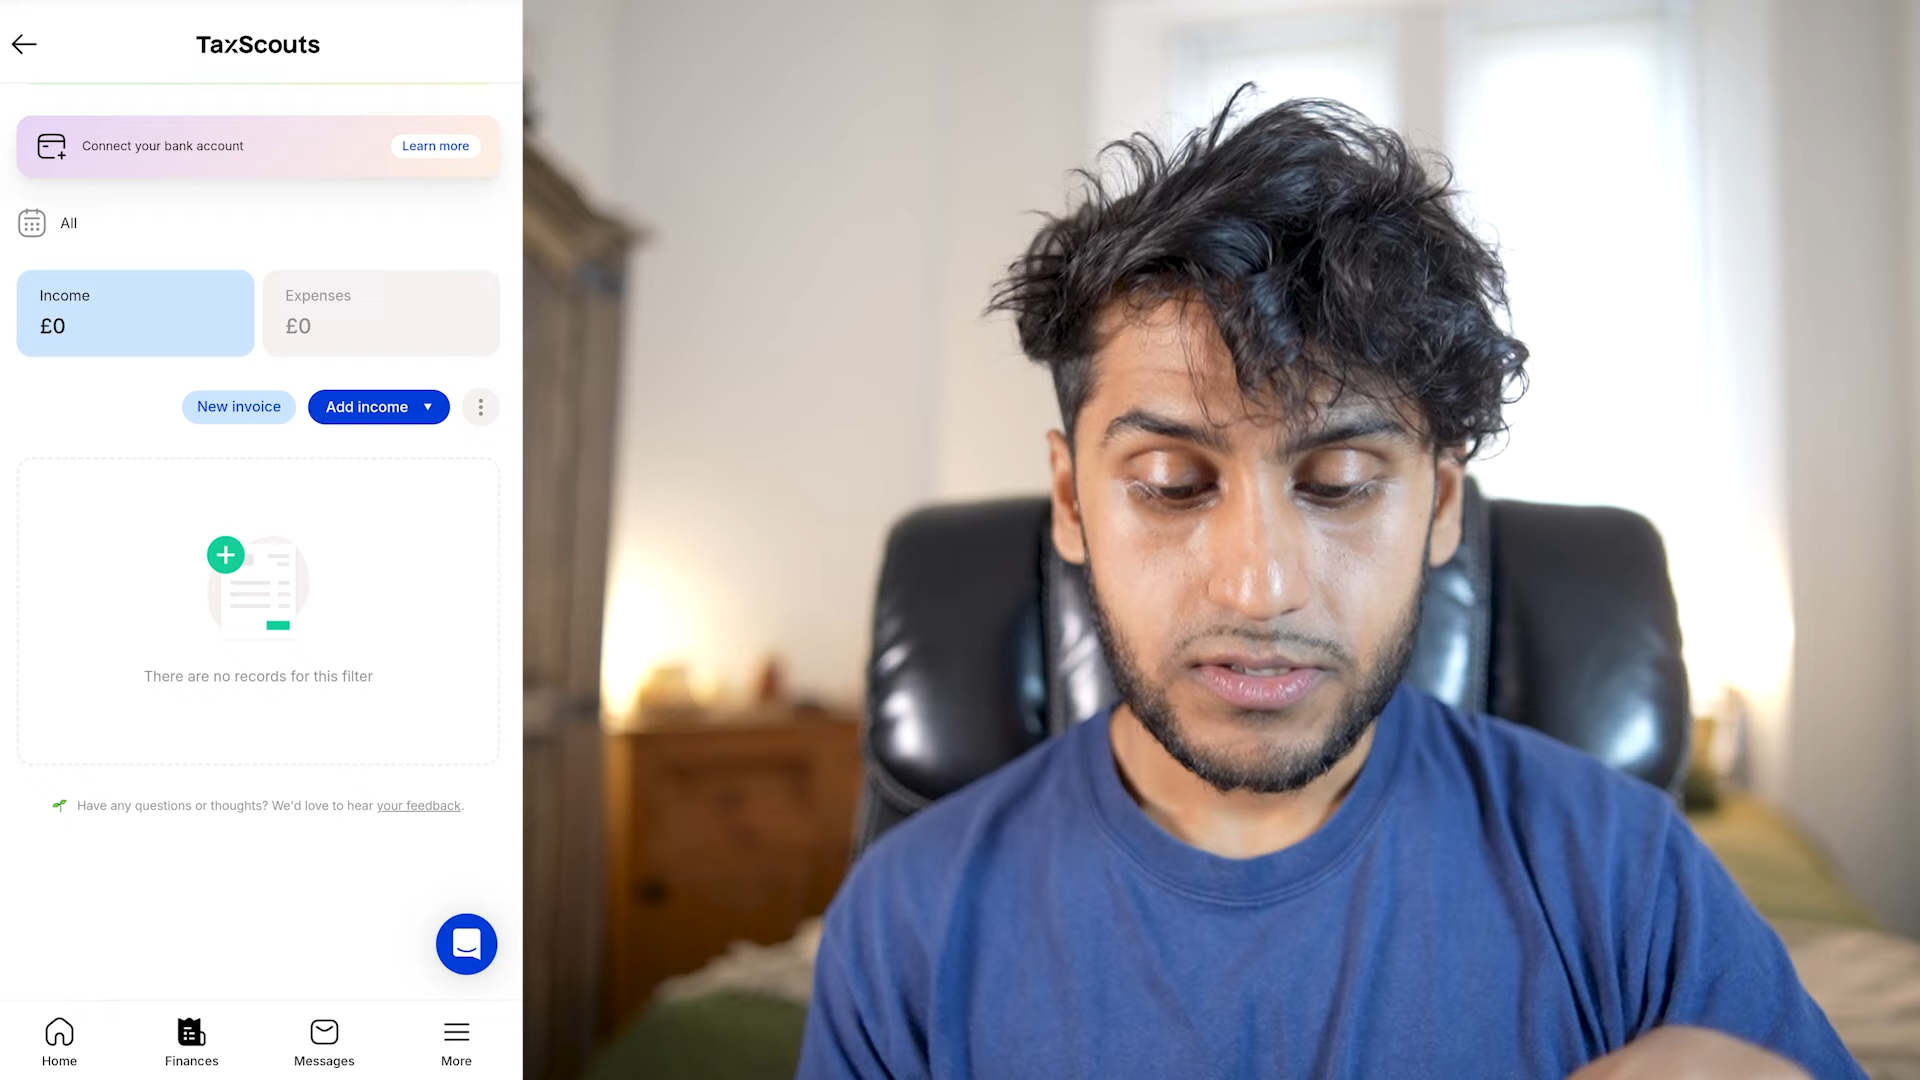 TaxScouts
Connect your bank account
Learn more
All
Income
Expenses
£0
£0
New invoice
Add income
There are no records for this filter
Have any questions or thoughts? We'd love to hear your feedback.
Home
Finances
Messages
More